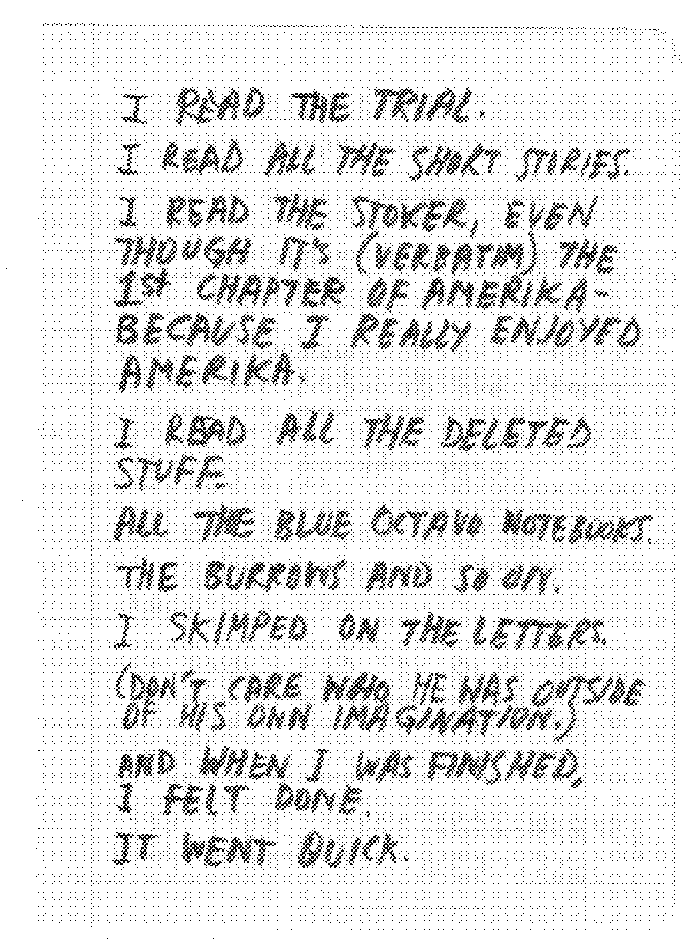 I READ THE TRIAL.
I READ ALL THE SHORT STORIES.
I READ THE STOKER, EVEN
THOUGH IT'S (VERBATIM) THE
1st CHAPTER OF AMERIKA-
BECAUSE I REALLY ENJOYED
AMERIKA.
I READ ALL THE DELETED
STUFF.
ALL THE BLUE OCTAVO NOTEBOOKS.
THE BURROWS AND SO ON.
I SKIMPED ON THE LETTERS.
(DON'T CARE WHO HE WAS OUTSIDE
OF HIS OWN IMAGINATION.)
AND WHEN I WAS FINISHED,
I FELT DONE.
IT WENT QUICK.